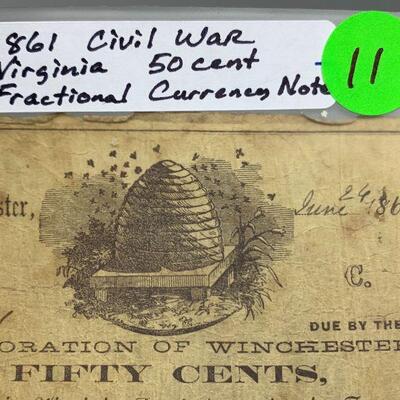 861 Civil War
Virginia 50 cent
Fractional Currency Note
11
ster,
June 24, 186
C.
DUE BY THE
ORATION OF WINCHESTER
FIFTY CENTS,